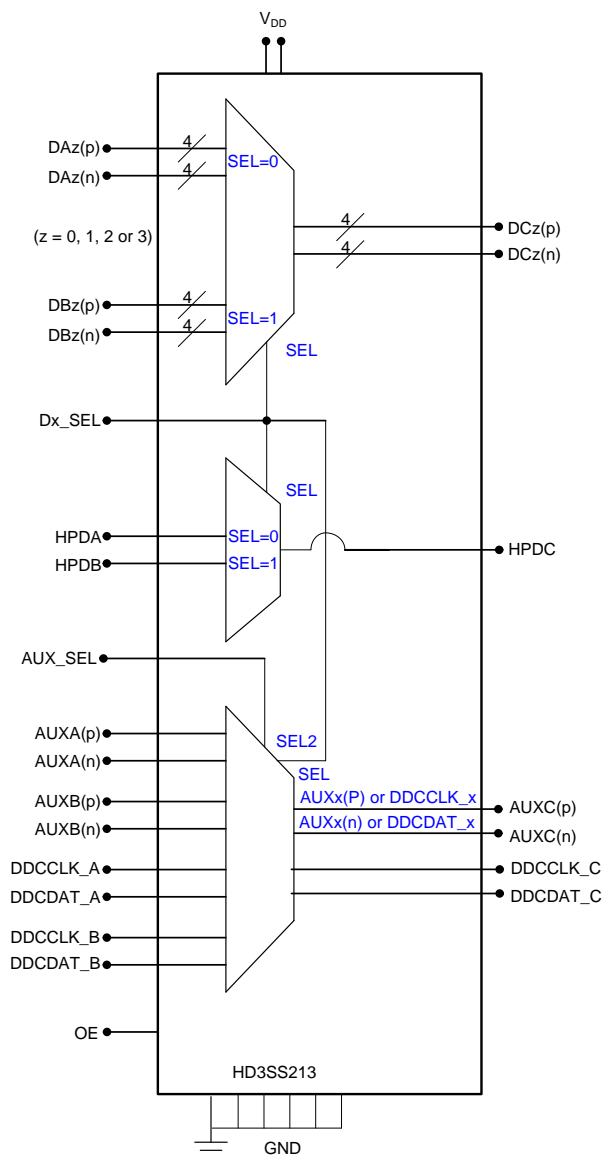 VDD
DAz(p)
4
SEL=0
DAz(n)
4
4
DCz(p)
(z = 0, 1, 2 or 3)
4
DCz(n)
DBz(p)
4
SEL=1
DBz(n)
4
SEL
Dx_SEL
SEL
HPDA
SEL=0
HPDC
HPDB
SEL=1
AUX_SEL
AUXA(p)
SEL2
AUXA(n)
SEL
AUXB(p)
AUXx(P) or DDCCLK_x
AUXC(p)
AUXB(n)
AUXx(n) or DDCDAT_x
AUXC(n)
DDCCLK_A
DDCCLK_C
DDCDAT_A
DDCDAT_C
DDCCLK_B
DDCDAT_B
OE
HD3SS213
GND